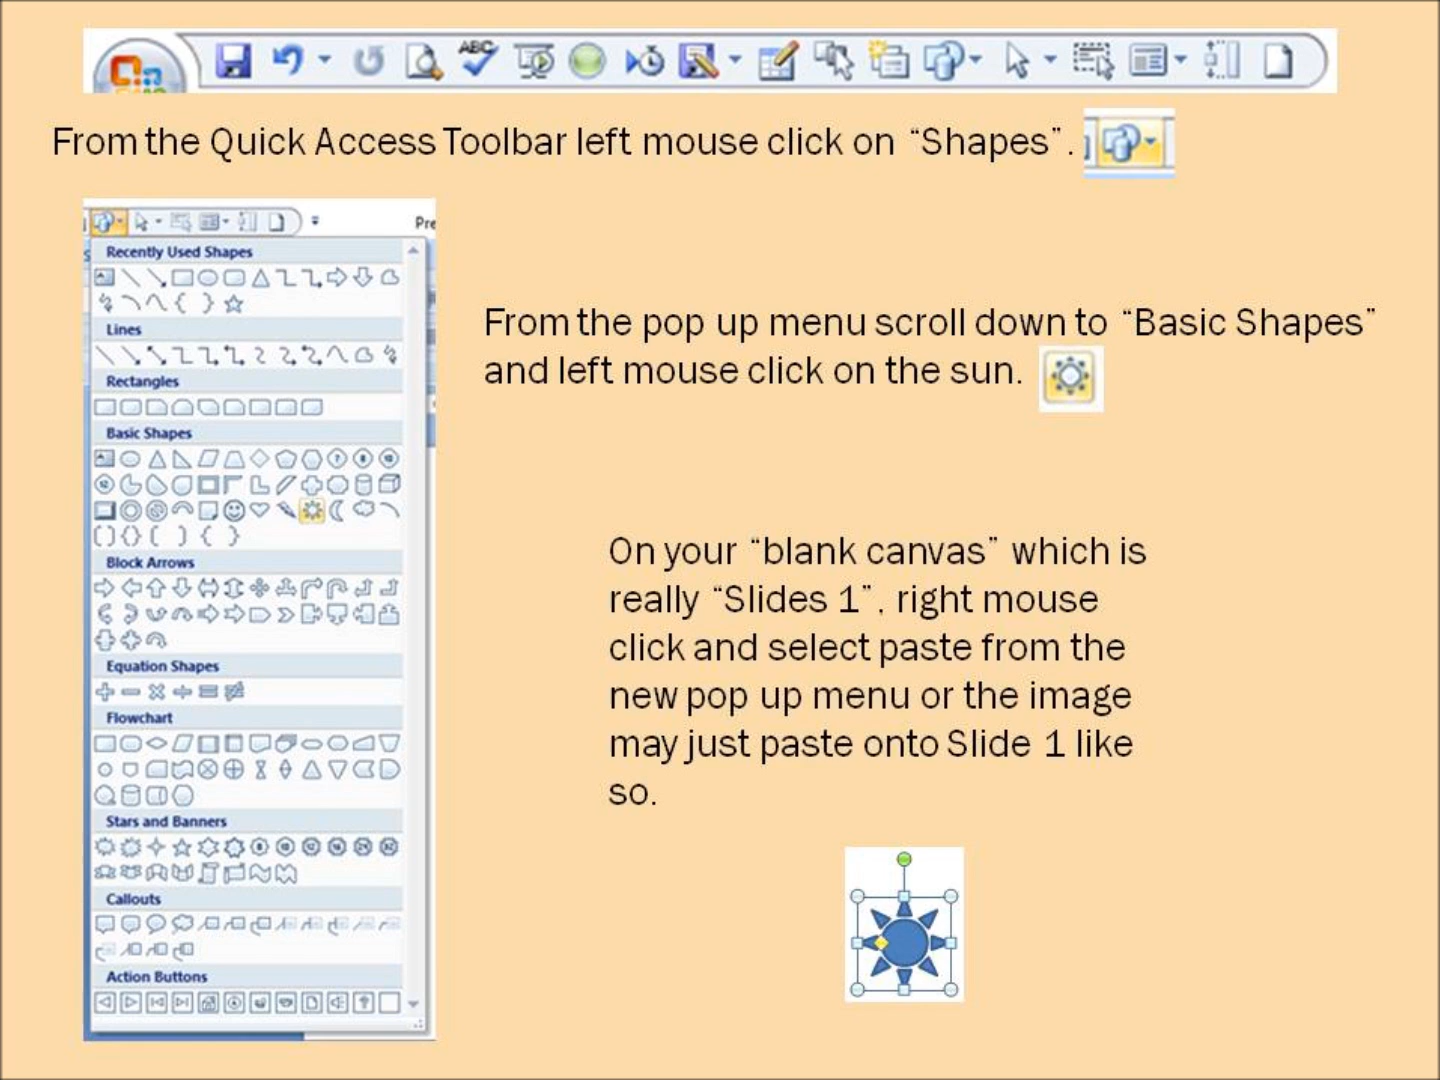 ABC
From the Quick Access Toolbar left mouse click on “Shapes”.
Pre
Recently Used Shapes
Lines
Rectangles
Basic Shapes
Block Arrows
Equation Shapes
Flowchart
Stars and Banners
Callouts
Action Buttons
From the pop up menu scroll down to “Basic Shapes”
and left mouse click on the sun.
On your “blank canvas” which is
really “Slides 1”, right mouse
click and select paste from the
new pop up menu or the image
may just paste onto Slide 1 like
so.